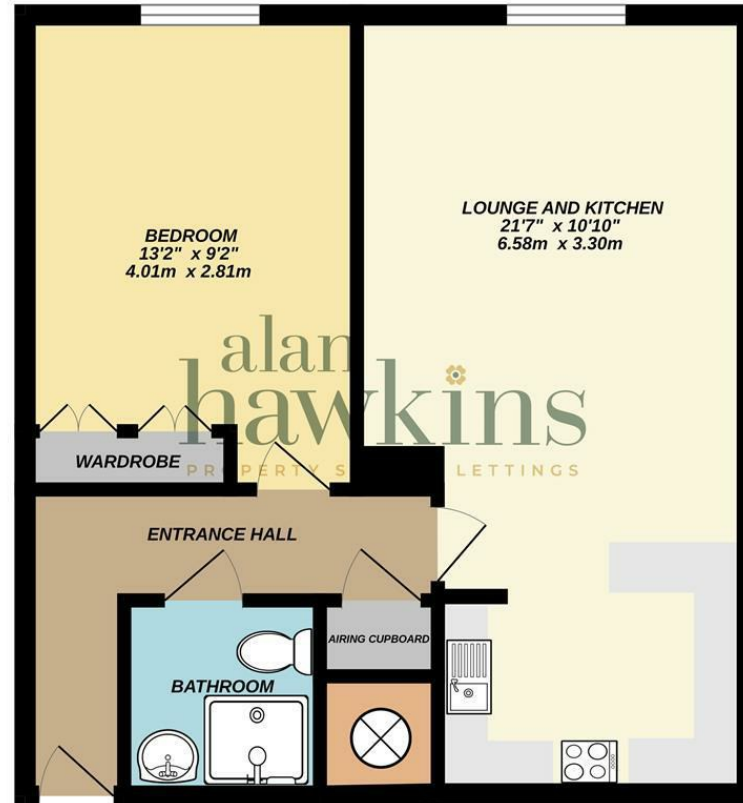 BEDROOM
13'2" x 9'2"
4.01m x 2.81m
LOUNGE AND KITCHEN
21'7" x 10'10"
6.58m x 3.30m
alan
hawkins
PROPERTY S LETTINGS
WARDROBE
ENTRANCE HALL
AIRING CUPBOARD
BATHROOM